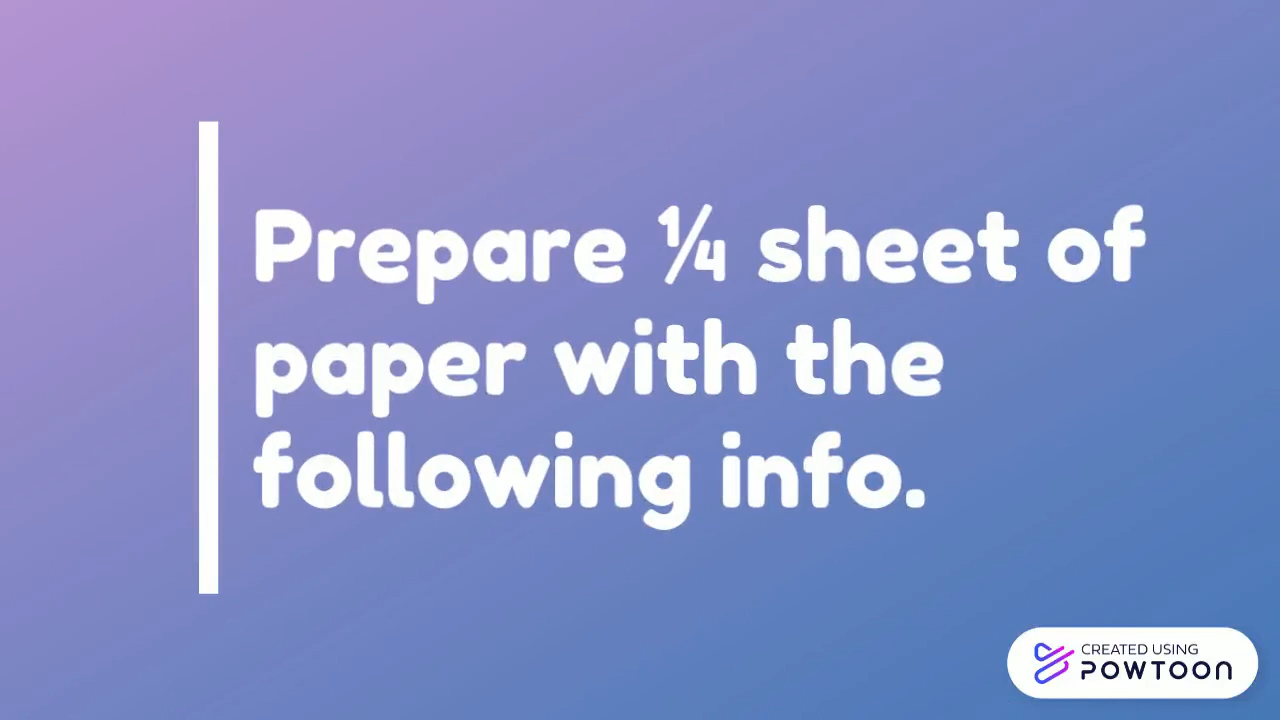 Prepare ¼ sheet of
paper with the
following info.
CREATED USING
POWTOON